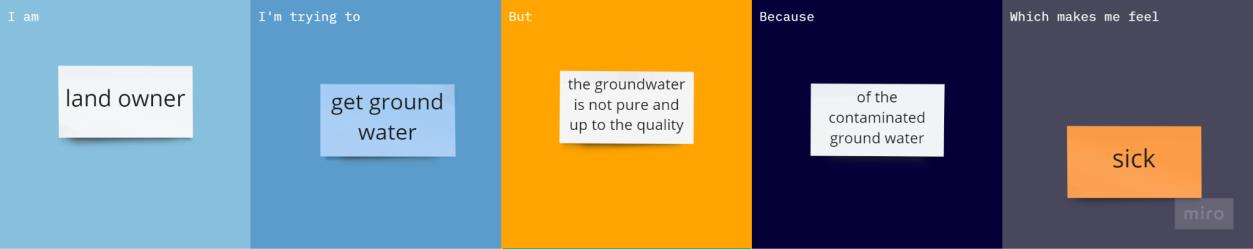 I am
land owner
I'm trying to
get ground
water
But
the groundwater
is not pure and
up to the quality
Because
of the
contaminated
ground water
Which makes me feel
sick
miro